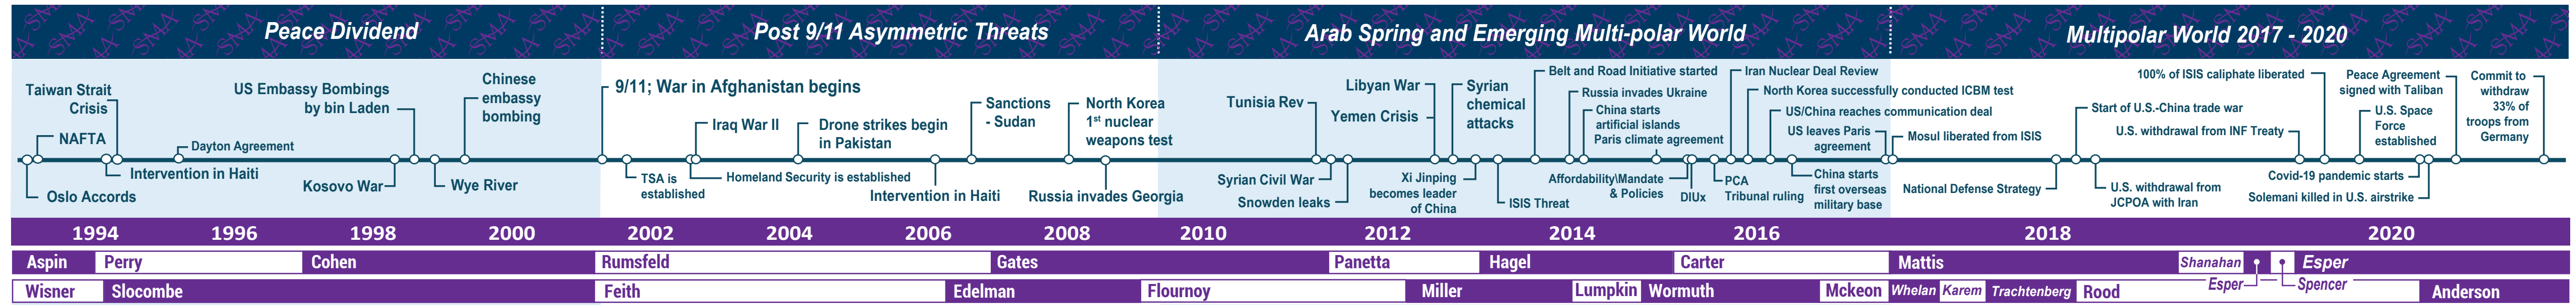 Peace Dividend
Post 9/11 Asymmetric Threats
Arab Spring and Emerging Multi-polar World
Multipolar World 2017 - 2020
Taiwan Strait
Crisis
NAFTA
Oslo Accords
Dayton Agreement
Intervention in Haiti
US Embassy Bombings
by bin Laden
Kosovo War
Wye River
Chinese
embassy
bombing
9/11; War in Afghanistan begins
TSA is
established
Iraq War II
Homeland Security is established
Drone strikes begin
in Pakistan
Intervention in Haiti
Sanctions
- Sudan
North Korea
1st nuclear
weapons test
Russia invades Georgia
Tunisia Rev
Syrian Civil War
Snowden leaks
Libyan War
Yemen Crisis
Syrian
chemical
attacks
Xi Jinping
becomes leader
of China
ISIS Threat
Belt and Road Initiative started
Russia invades Ukraine
China starts
artificial islands
Paris climate agreement
Affordability\Mandate
& Policies
DIUx
Iran Nuclear Deal Review
North Korea successfully conducted ICBM test
US/China reaches communication deal
US leaves Paris
agreement
PCA
Tribunal ruling
China starts
first overseas
military base
Mosul liberated from ISIS
National Defense Strategy
Start of U.S.-China trade war
U.S. withdrawal from
JCPOA with Iran
100% of ISIS caliphate liberated
U.S. withdrawal from INF Treaty
Covid-19 pandemic starts
Solemani killed in U.S. airstrike
Peace Agreement
signed with Taliban
U.S. Space
Force
established
Commit to
withdraw
33% of
troops from
Germany
1994 1996 1998 2000 2002 2004 2006 2008 2010 2012 2014 2016 2018 2020
Aspin Perry Cohen Rumsfeld Gates Panetta Hagel Carter Mattis Shanahan Esper
Esper Spencer
Wisner Slocombe Feith Edelman Flournoy Miller Lumpkin Wormuth Mckeon Whelan Karem Trachtenberg Rood Anderson